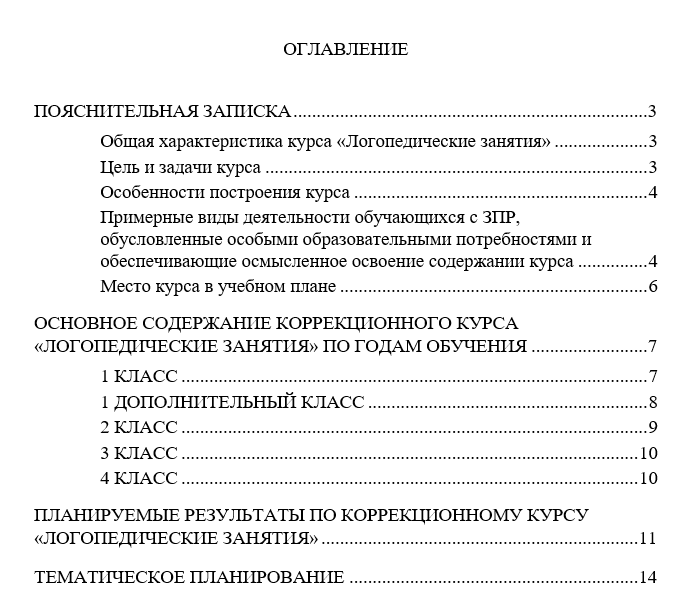 ОГЛАВЛЕНИЕ
ПОЯСНИТЕЛЬНАЯ ЗАПИСКА...............................................................................3
Общая характеристика курса «Логопедические занятия» .....................3
Цель и задачи курса .....................................................................................3
Особенности построения курса ..................................................................4
Примерные виды деятельности обучающихся с ЗПР,
обусловленные особыми образовательными потребностями и
обеспечивающие осмысленное освоение содержании курса ................4
Место курса в учебном плане .....................................................................6
ОСНОВНОЕ СОДЕРЖАНИЕ КОРРЕКЦИОННОГО КУРСА
«ЛОГОПЕДИЧЕСКИЕ ЗАНЯТИЯ» ПО ГОДАМ ОБУЧЕНИЯ ..........................7
1 КЛАСС ........................................................................................................7
1 ДОПОЛНИТЕЛЬНЫЙ КЛАСС ..............................................................8
2 КЛАСС ........................................................................................................9
3 КЛАСС ......................................................................................................10
4 КЛАСС ......................................................................................................10
ПЛАНИРУЕМЫЕ РЕЗУЛЬТАТЫ ПО КОРРЕКЦИОННОМУ КУРСУ
«ЛОГОПЕДИЧЕСКИЕ ЗАНЯТИЯ» ......................................................................11
ТЕМАТИЧЕСКОЕ ПЛАНИРОВАНИЕ ................................................................14